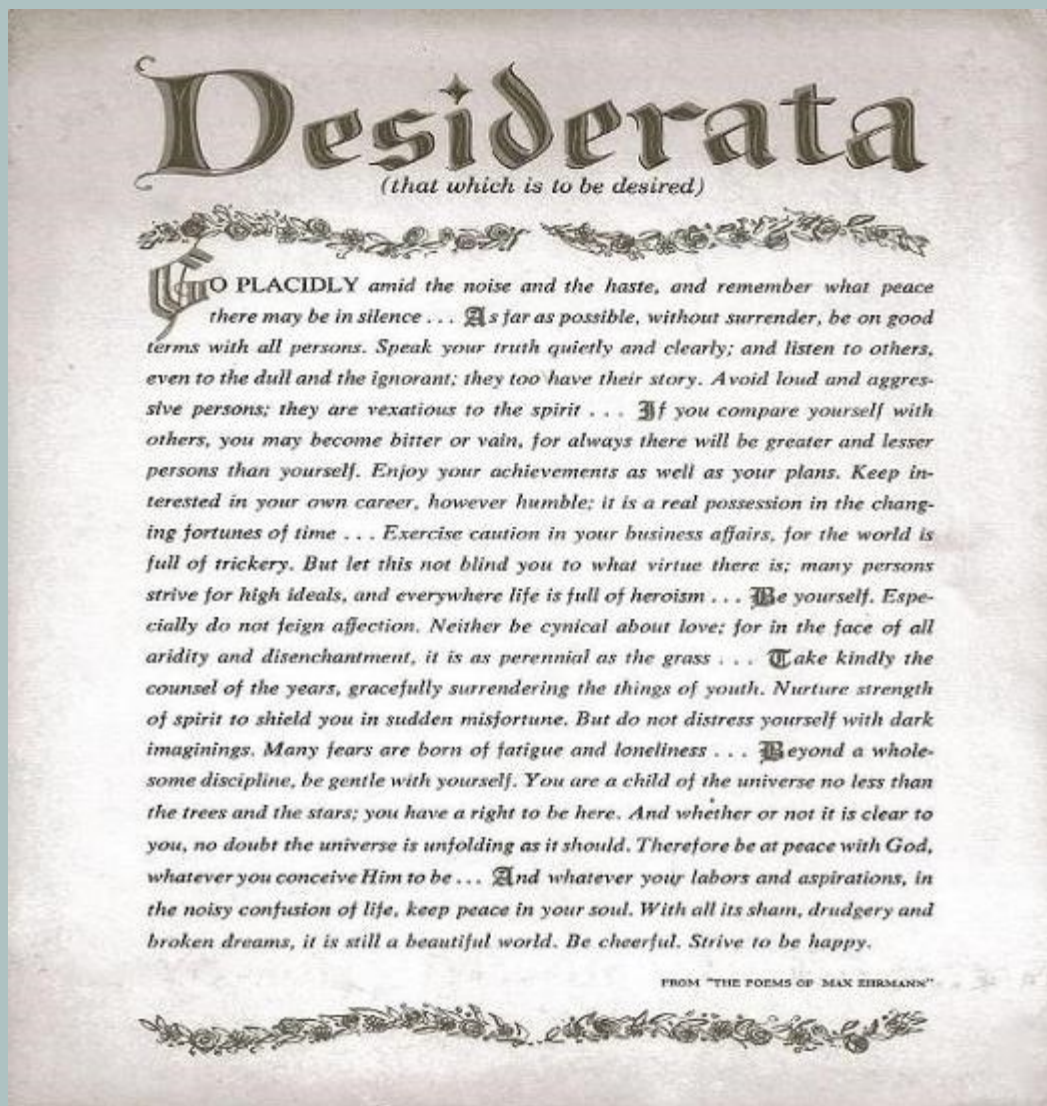 Desiderata
(that which is to be desired)
GO PLACIDLY amid the noise and the haste, and remember what peace
there may be in silence . . . As far as possible, without surrender, be on good
terms with all persons. Speak your truth quietly and clearly; and listen to others,
even to the dull and the ignorant; they too have their story. Avoid loud and aggres-
sive persons; they are vexatious to the spirit . . . If you compare yourself with
others, you may become bitter or vain, for always there will be greater and lesser
persons than yourself. Enjoy your achievements as well as your plans. Keep in-
terested in your own career, however humble; it is a real possession in the chang-
ing fortunes of time . . . Exercise caution in your business affairs, for the world is
full of trickery. But let this not blind you to what virtue there is; many persons
strive for high ideals, and everywhere life is full of heroism . . . Be yourself. Espe-
cially do not feign affection. Neither be cynical about love; for in the face of all
aridity and disenchantment, it is as perennial as the grass . . . Take kindly the
counsel of the years, gracefully surrendering the things of youth. Nurture strength
of spirit to shield you in sudden misfortune. But do not distress yourself with dark
imaginings. Many fears are born of fatigue and loneliness . . . Beyond a whole-
some discipline, be gentle with yourself. You are a child of the universe no less than
the trees and the stars; you have a right to be here. And whether or not it is clear to
you, no doubt the universe is unfolding as it should. Therefore be at peace with God,
whatever you conceive Him to be . . . And whatever your labors and aspirations, in
the noisy confusion of life, keep peace in your soul. With all its sham, drudgery and
broken dreams, it is still a beautiful world. Be cheerful. Strive to be happy.
FROM "THE POEMS OF MAX EHRMANN"